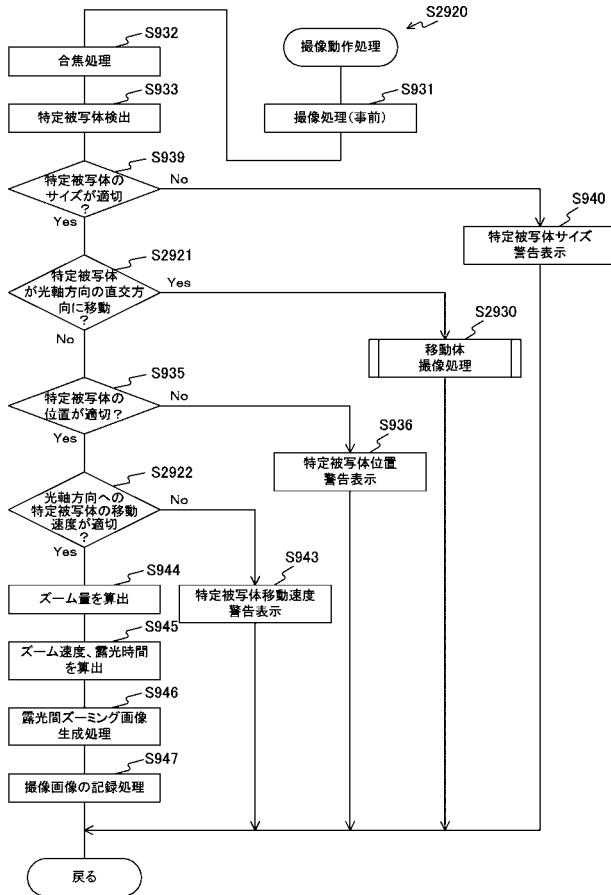 S2920
撮像動作処理
S931
撮像処理(事前)
S932
合焦処理
S933
特定被写体検出
S939
特定被写体の
サイズが適切
?
No
Yes
S940
特定被写体サイズ
警告表示
S2921
特定被写体
が光軸方向の直交方
向に移動
?
Yes
No
S2930
移動体
撮像処理
S935
特定被写体の
位置が適切?
No
Yes
S936
特定被写体位置
警告表示
S2922
光軸方向への
特定被写体の移動
速度が適切
?
No
Yes
S943
特定被写体移動速度
警告表示
S944
ズーム量を算出
S945
ズーム速度、露光時間
を算出
S946
露光間ズーミング画像
生成処理
S947
撮像画像の記録処理
戻る